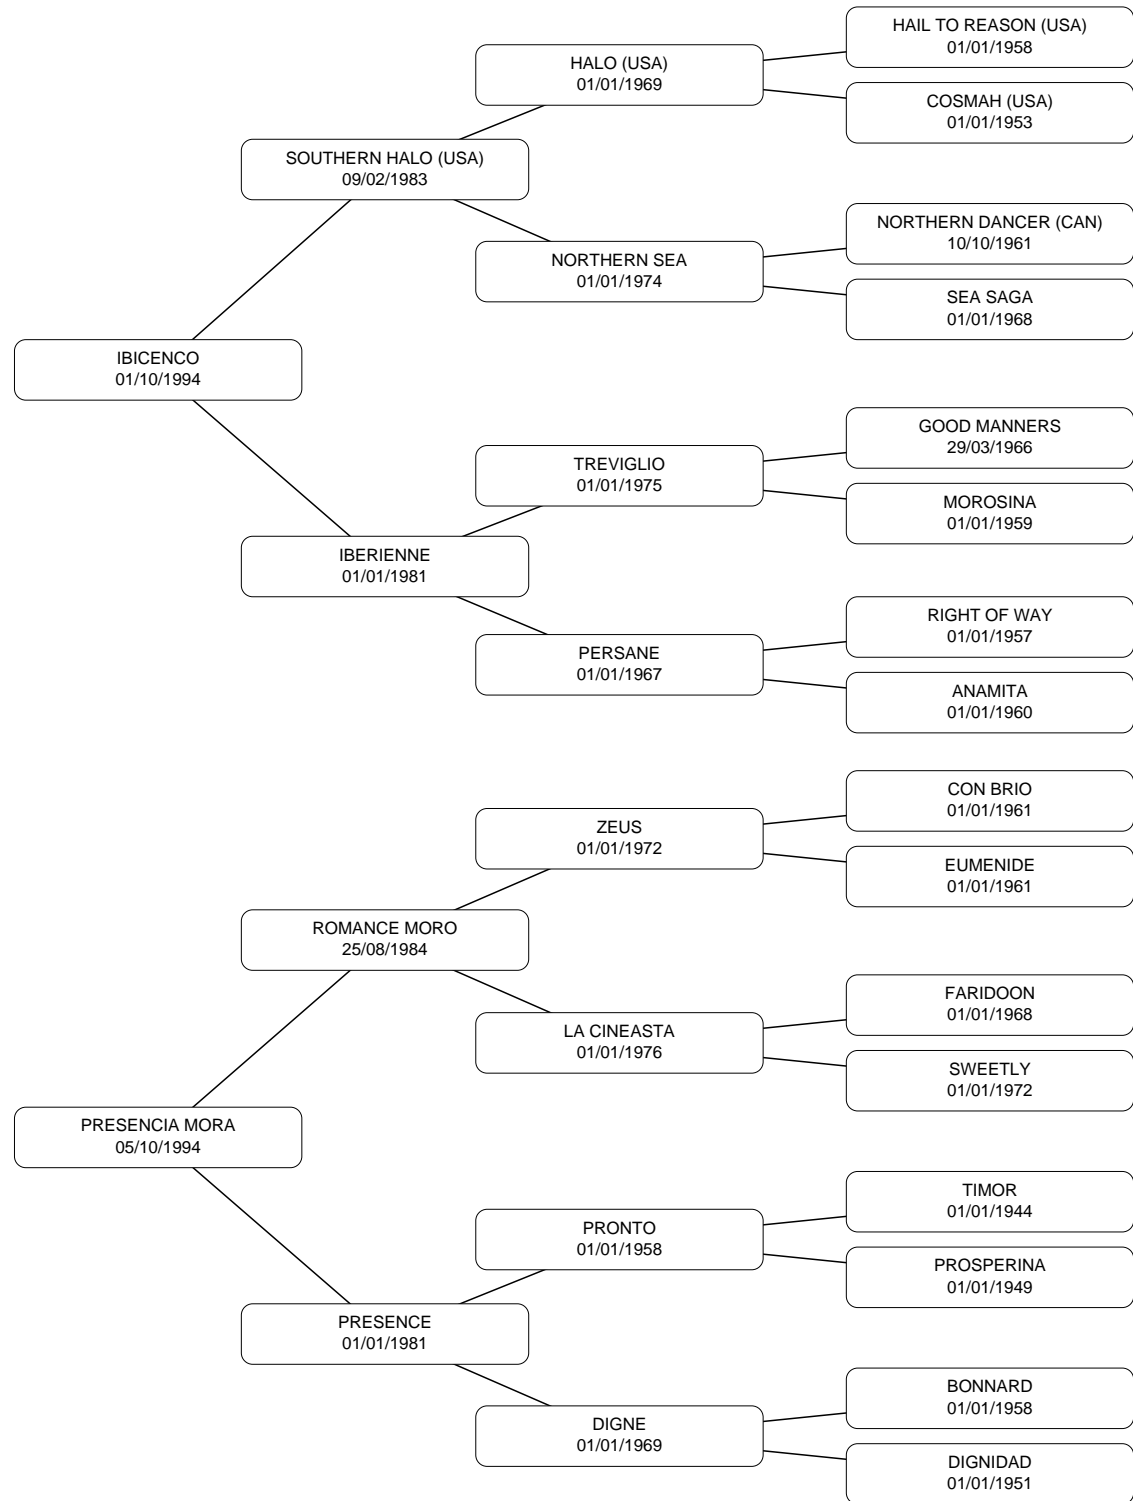 HAIL TO REASON (USA)
01/01/1958
HALO (USA)
01/01/1969
COSMAH (USA)
01/01/1953
SOUTHERN HALO (USA)
09/02/1983
NORTHERN DANCER (CAN)
10/10/1961
NORTHERN SEA
01/01/1974
SEA SAGA
01/01/1968
IBICENCO
01/10/1994
GOOD MANNERS
29/03/1966
TREVIGLIO
01/01/1975
MOROSINA
01/01/1959
IBERIENNE
01/01/1981
RIGHT OF WAY
01/01/1957
PERSANE
01/01/1967
ANAMITA
01/01/1960
CON BRIO
01/01/1961
ZEUS
01/01/1972
EUMENIDE
01/01/1961
ROMANCE MORO
25/08/1984
FARIDOON
01/01/1968
LA CINEASTA
01/01/1976
SWEETLY
01/01/1972
PRESENCIA MORA
05/10/1994
TIMOR
01/01/1944
PRONTO
01/01/1958
PROSPERINA
01/01/1949
PRESENCE
01/01/1981
BONNARD
01/01/1958
DIGNE
01/01/1969
DIGNIDAD
01/01/1951